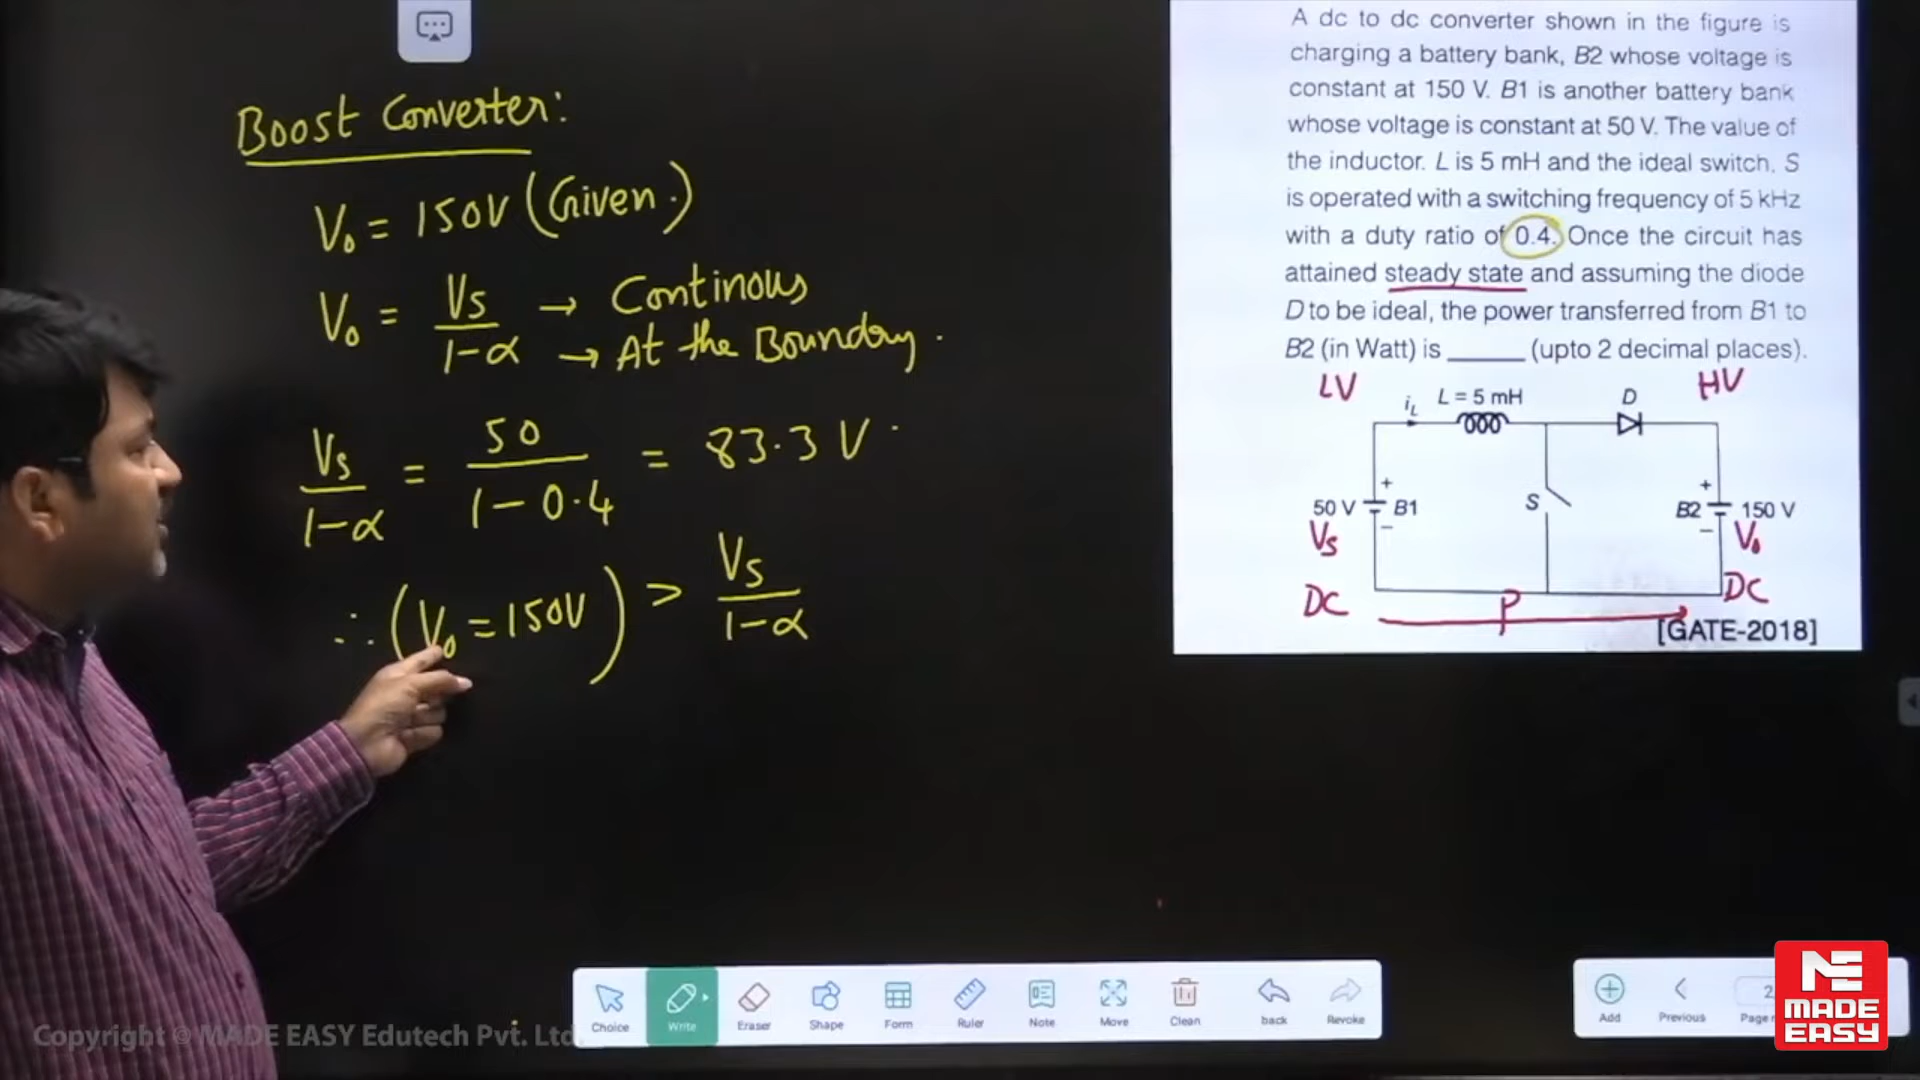 Boost Converter:
V₀ = 150V (Given.)
V₀ = Vs / 1-α → Continous
→ At the Boundry.
Vs / 1-α = 50 / 1-0.4 = 83.3 V.
∴ (V₀ = 150V) > Vs / 1-α
A dc to dc converter shown in the figure is
charging a battery bank, B2 whose voltage is
constant at 150 V. B1 is another battery bank
whose voltage is constant at 50 V. The value of
the inductor. L is 5 mH and the ideal switch, S
is operated with a switching frequency of 5 kHz
with a duty ratio of 0.4. Once the circuit has
attained steady state and assuming the diode
D to be ideal, the power transferred from B1 to
B2 (in Watt) is ______ (upto 2 decimal places).
LV
HV
iL
L = 5 mH
D
50 V
+
-
B1
S
B2
+
-
150 V
Vs
V₀
DC
P
DC
[GATE-2018]
Choice
Write
Eraser
Shape
Form
Ruler
Note
Move
Clean
back
Revoke
Add
Previous
2
ME
MADE
EASY
Copyright © MADE EASY Edutech Pvt. Ltd.